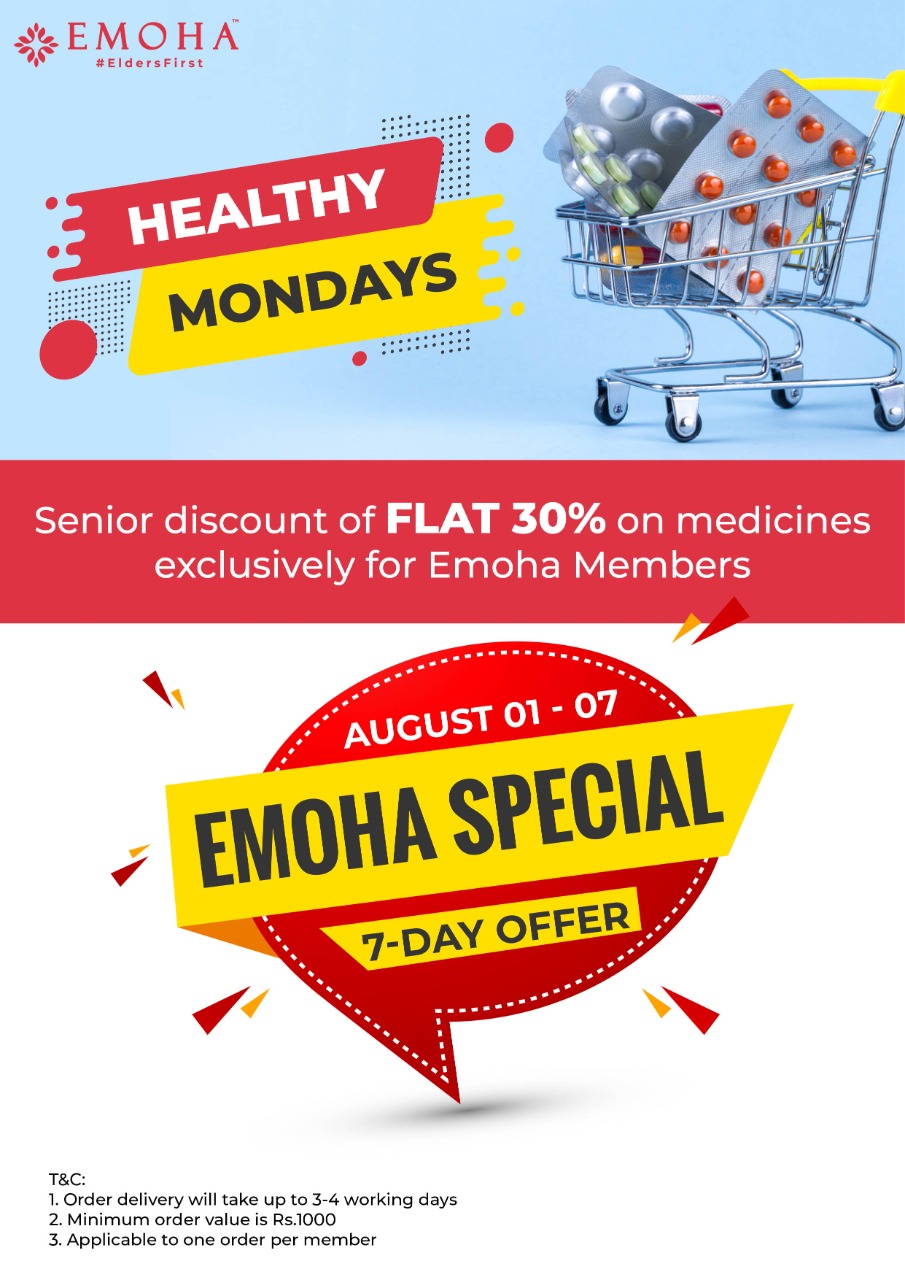 EMOHA™
#EldersFirst
HEALTHY
MONDAYS
Senior discount of FLAT 30% on medicines
exclusively for Emoha Members
AUGUST 01 - 07
EMOHA SPECIAL
7-DAY OFFER
T&C:
1. Order delivery will take up to 3-4 working days
2. Minimum order value is Rs.1000
3. Applicable to one order per member